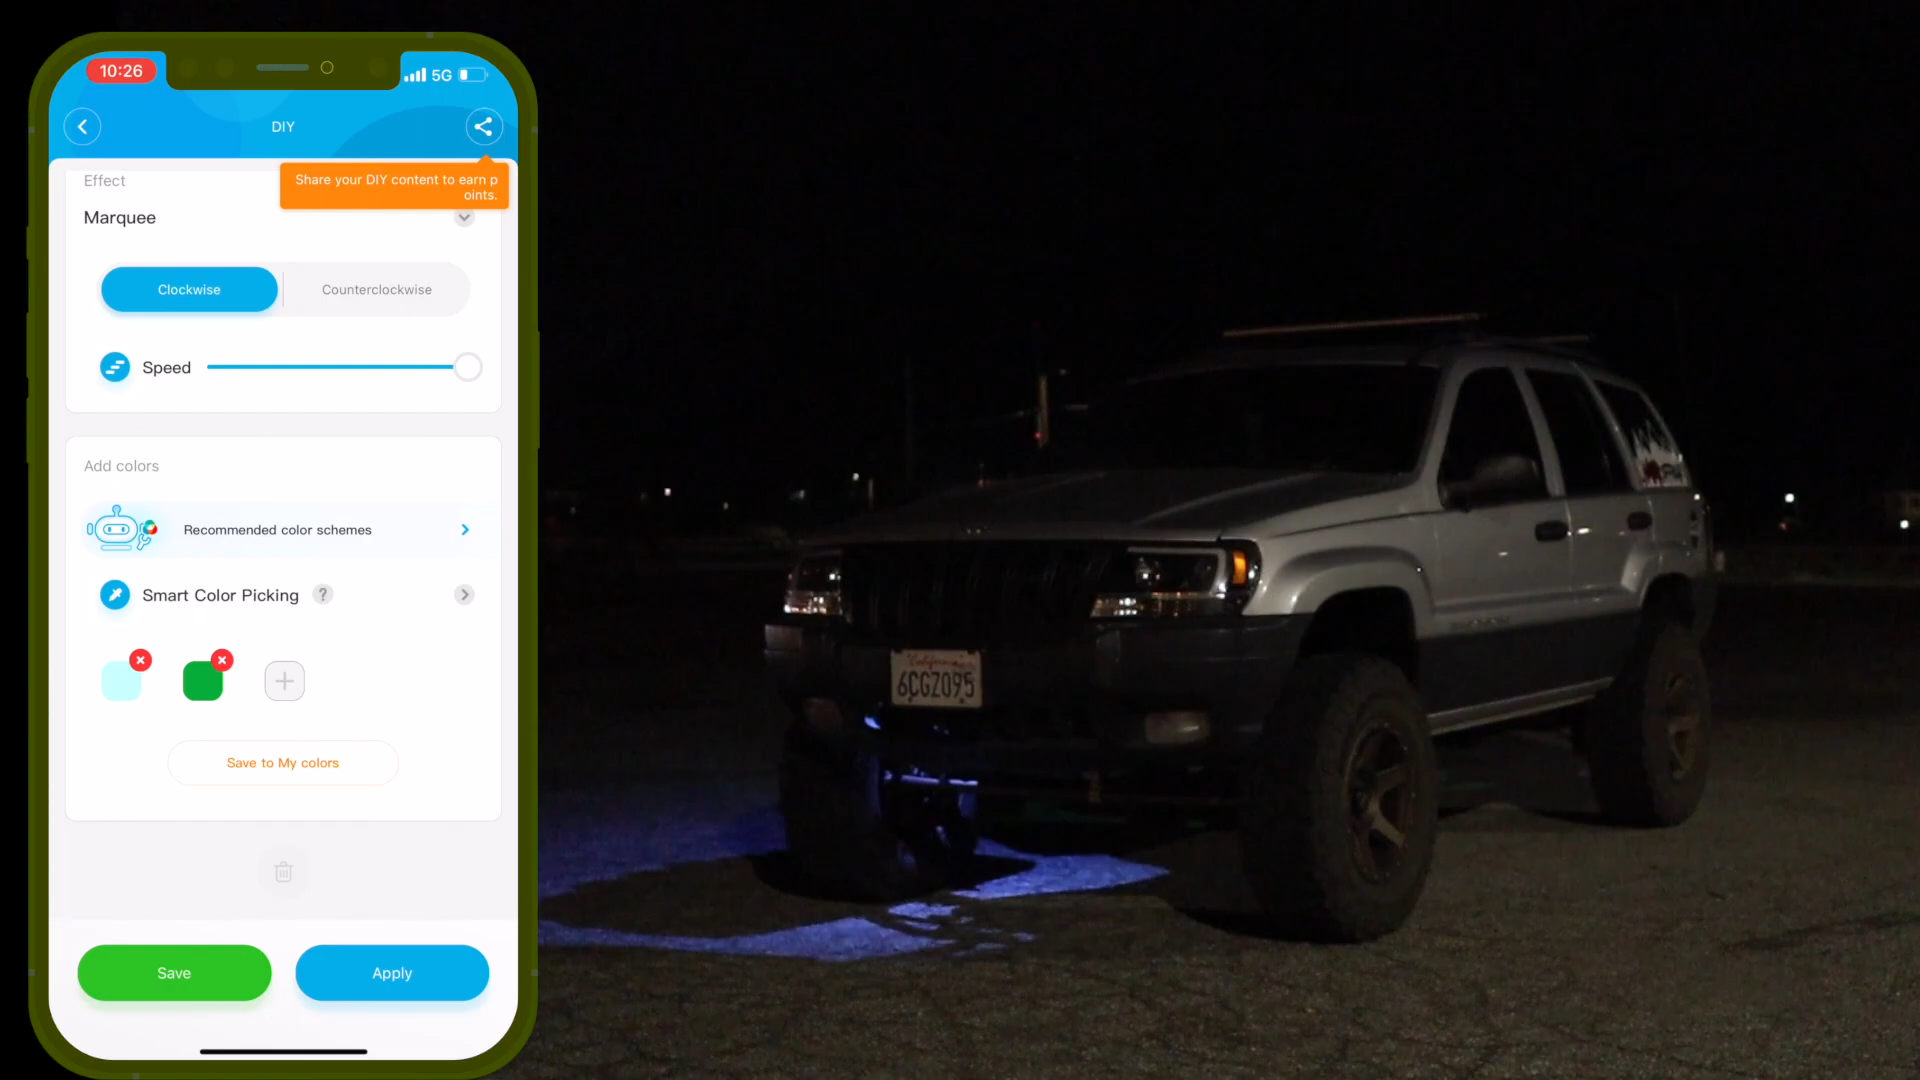 10:26
5G
DIY
Share your DIY content to earn p
oints.
Effect
Marquee
Clockwise
Counterclockwise
Speed
Add colors
Recommended color schemes
Smart Color Picking ?
Save to My colors
Save
Apply
California
6CGZ095